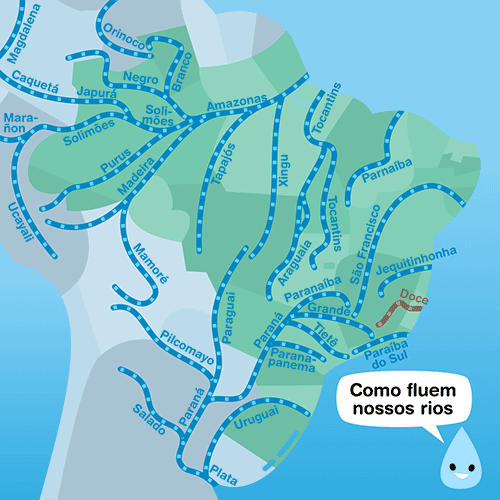 Magdalena
Orinoco
Caquetá
Japurá
Negro
Branco
Mara-
ñon
Solimões
Soli-
mões
Amazonas
Tocantins
Purus
Madeira
Tapajós
Xingu
Parnaíba
Ucayali
Mamoré
Araguaia
Tocantins
São Francisco
Jequitinhonha
Paraguai
Paranaíba
Grande
Doce
Pilcomayo
Paraná
Tietê
Parana-
panema
Paraíba
do Sul
Salado
Paraná
Uruguai
Plata
Como fluem
nossos rios